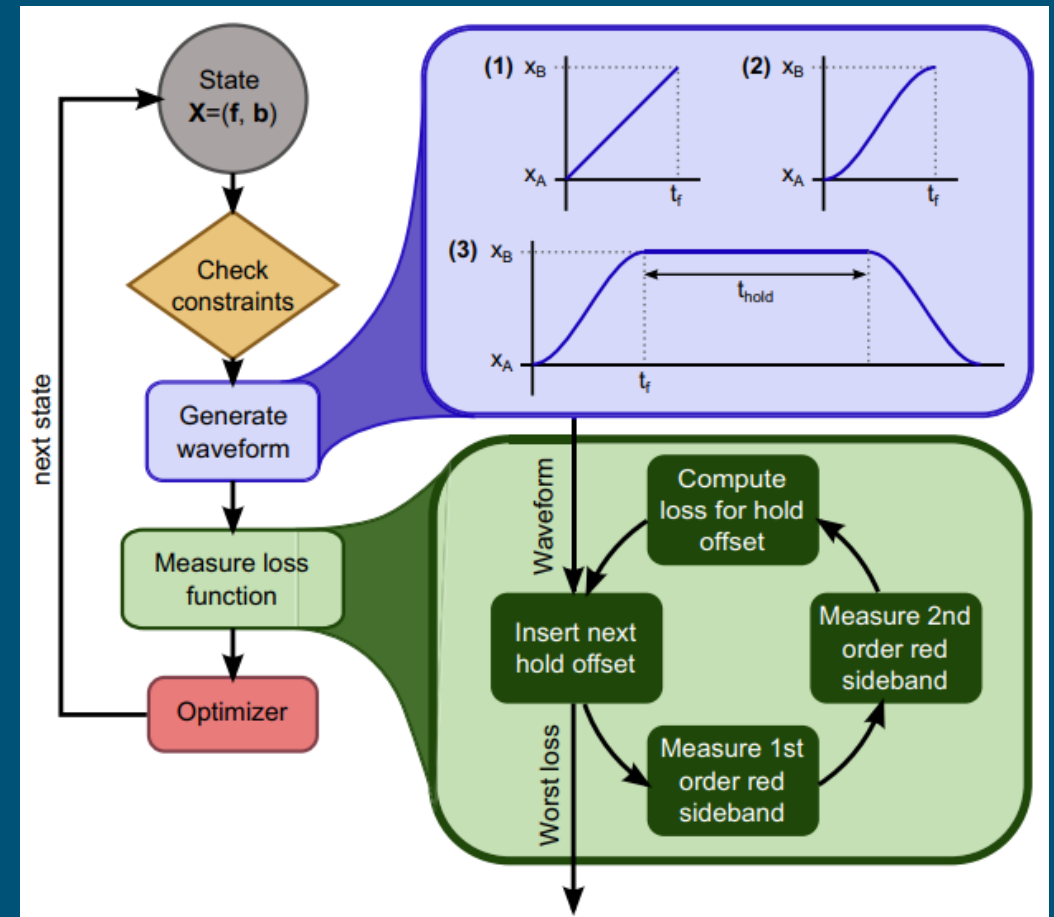 State
X=(f, b)
Check
constraints
Generate
waveform
Measure loss
function
Optimizer
next state
(1) xB
xA
tf
(2) xB
xA
tf
(3) xB
thold
xA
tf
Waveform
Compute
loss for hold
offset
Insert next
hold offset
Measure 2nd
order red
sideband
Measure 1st
order red
sideband
Worst loss